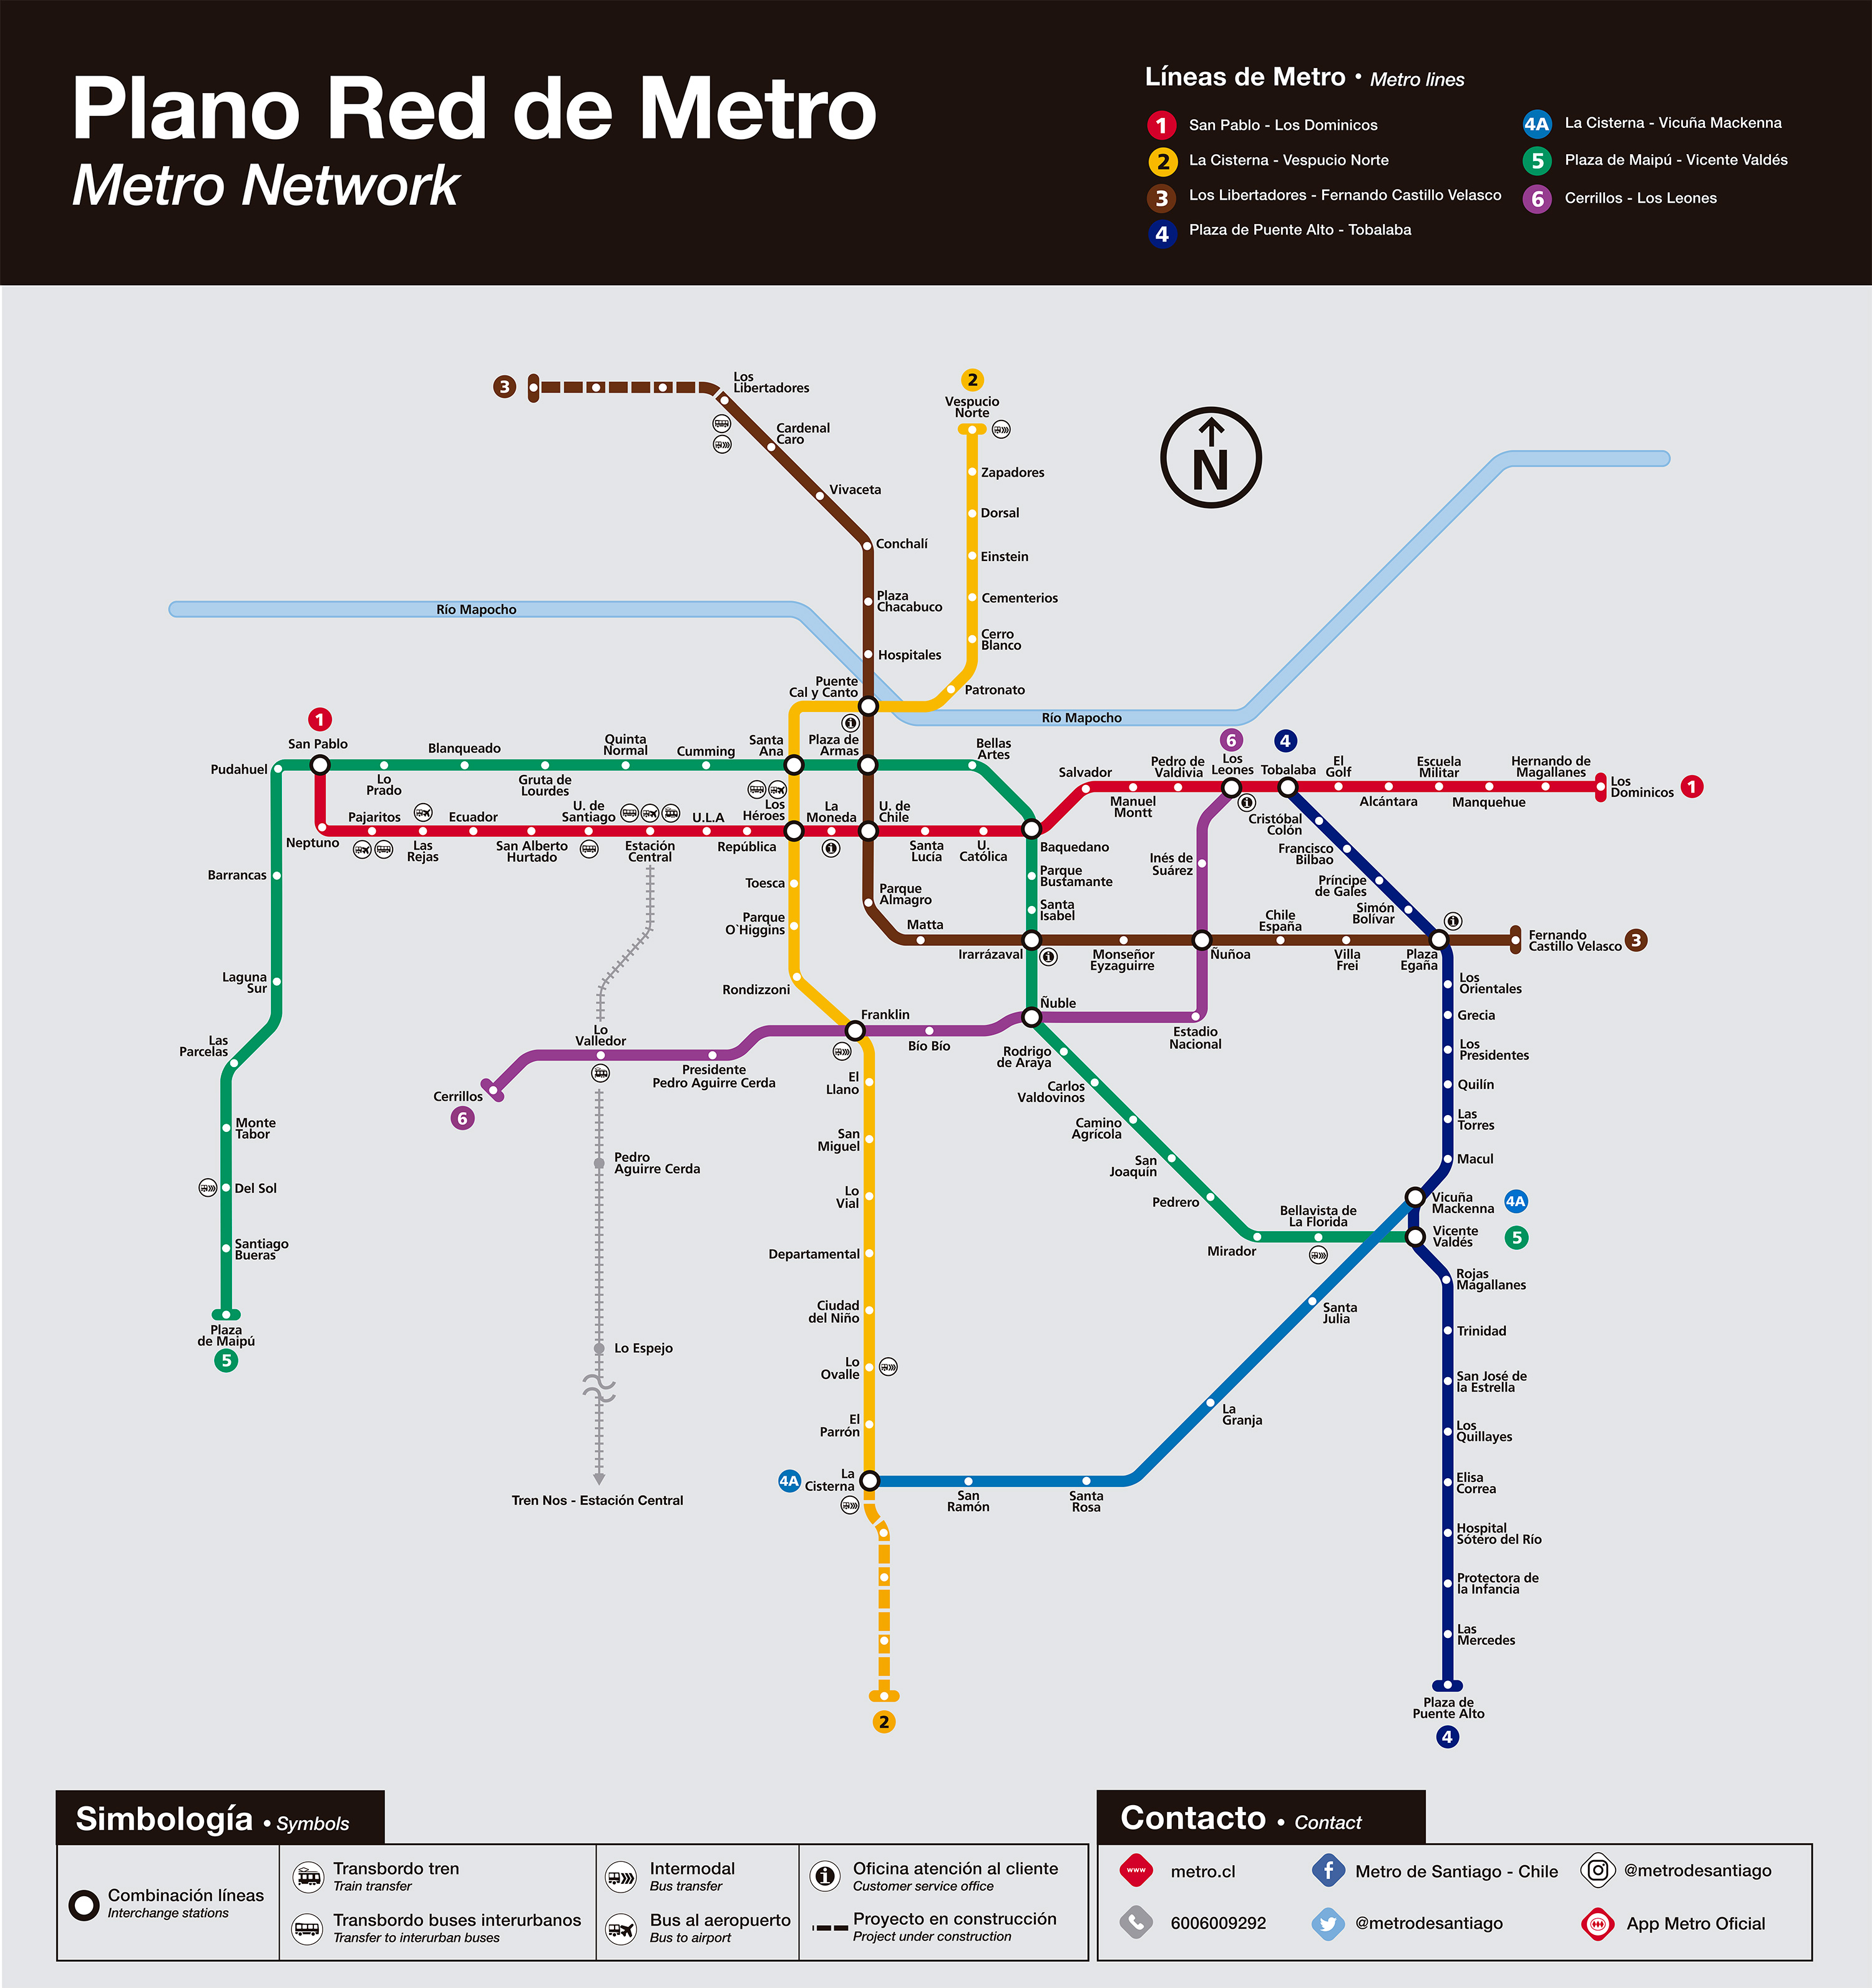 Plano Red de Metro
Metro Network
Líneas de Metro • Metro lines
1 San Pablo - Los Dominicos
2 La Cisterna - Vespucio Norte
3 Los Libertadores - Fernando Castillo Velasco
4 Plaza de Puente Alto - Tobalaba
4A La Cisterna - Vicuña Mackenna
5 Plaza de Maipú - Vicente Valdés
6 Cerrillos - Los Leones
3
Los
Libertadores
Cardenal
Caro
Vivaceta
Conchalí
Plaza
Chacabuco
Hospitales
2
Vespucio
Norte
Zapadores
Dorsal
Einstein
Cementerios
Cerro
Blanco
Patronato
N
Río Mapocho
Río Mapocho
Puente
Cal y Canto
1
San Pablo
Pudahuel
Lo
Prado
Blanqueado
Gruta de
Lourdes
Quinta
Normal
Cumming
Santa
Ana
Plaza de
Armas
Bellas
Artes
Neptuno
Pajaritos
Las
Rejas
Ecuador
San Alberto
Hurtado
U. de
Santiago
Estación
Central
U.L.A
República
Los
Héroes
La
Moneda
U. de
Chile
Santa
Lucía
U.
Católica
Baquedano
Salvador
Manuel
Montt
Pedro de
Valdivia
6
Los
Leones
4
Tobalaba
El
Golf
Alcántara
Escuela
Militar
Manquehue
Hernando de
Magallanes
Los
Dominicos
1
Barrancas
Laguna
Sur
Las
Parcelas
Monte
Tabor
Del Sol
Santiago
Bueras
Plaza
de Maipú
5
Toesca
Parque
O`Higgins
Rondizzoni
Franklin
Parque
Almagro
Matta
Irarrázaval
Parque
Bustamante
Santa
Isabel
Monseñor
Eyzaguirre
Inés de
Suárez
Ñuñoa
Chile
España
Villa
Frei
Plaza
Egaña
Fernando
Castillo Velasco
3
Cristóbal
Colón
Francisco
Bilbao
Príncipe
de Gales
Simón
Bolívar
Ñuble
Estadio
Nacional
Bío Bío
Lo
Valledor
Presidente
Pedro Aguirre Cerda
Cerrillos
6
Pedro
Aguirre Cerda
Lo Espejo
Tren Nos - Estación Central
El
Llano
San
Miguel
Lo
Vial
Departamental
Ciudad
del Niño
Lo
Ovalle
El
Parrón
La
Cisterna
4A
2
Rodrigo
de Araya
Carlos
Valdovinos
Camino
Agrícola
San
Joaquín
Pedrero
Mirador
Bellavista de
La Florida
Los
Orientales
Grecia
Los
Presidentes
Quilín
Las
Torres
Macul
Vicuña
Mackenna
4A
Vicente
Valdés
5
San
Ramón
Santa
Rosa
La
Granja
Santa
Julia
Rojas
Magallanes
Trinidad
San José de
la Estrella
Los
Quillayes
Elisa
Correa
Hospital
Sótero del Río
Protectora de
la Infancia
Las
Mercedes
Plaza de
Puente Alto
4
Simbología • Symbols
Combinación líneas
Interchange stations
Transbordo tren
Train transfer
Transbordo buses interurbanos
Transfer to interurban buses
Intermodal
Bus transfer
Bus al aeropuerto
Bus to airport
Oficina atención al cliente
Customer service office
Proyecto en construcción
Project under construction
Contacto • Contact
www metro.cl
Metro de Santiago - Chile
@metrodesantiago
6006009292
@metrodesantiago
App Metro Oficial